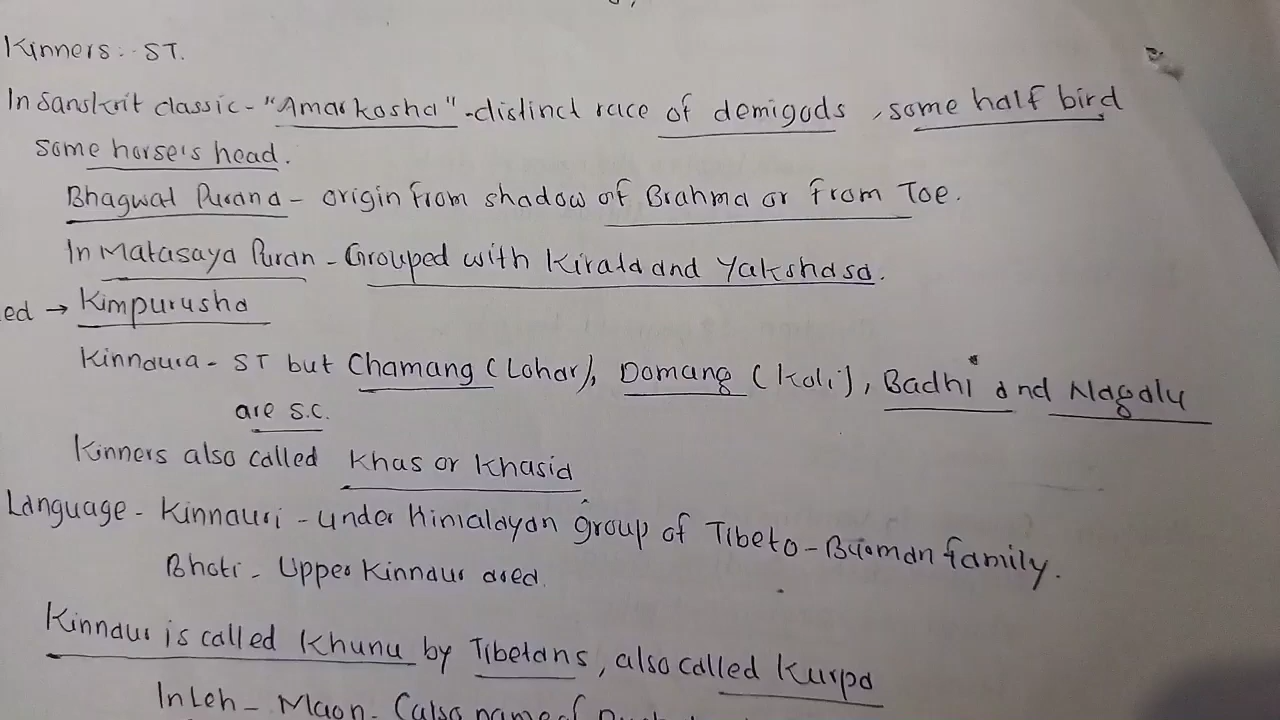 Kinners:- ST.
In Sanskrit classic - "Amarkosha" - distinct race of demigods, some half bird
some horse's head.
Bhagwat Purana - origin from shadow of Brahma or from Toe.
In Matasaya Puran - Grouped with Kirata and Yakshasa.
ed → Kimpurusha
Kinnaura - ST but Chamang (Lohar), Domang (Koli), Badhi and Nagalu
are s.c.
Kinners also called Khas or Khasia
Language - Kinnauri - under Himalayan group of Tibeto-Burman family.
Bhoti - Upper Kinnaur area.
Kinnaur is called Khunu by Tibetans, also called Kurpa
In Leh - Maon - (also name of